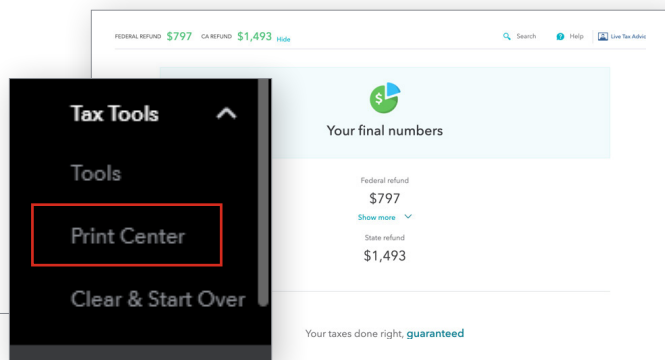 FEDERAL REFUND $797 CA REFUND $1,493 Hide
Search Help Live Tax Advic
Your final numbers
Federal refund
$797
Show more
State refund
$1,493
Your taxes done right, guaranteed
Tax Tools
Tools
Print Center
Clear & Start Over